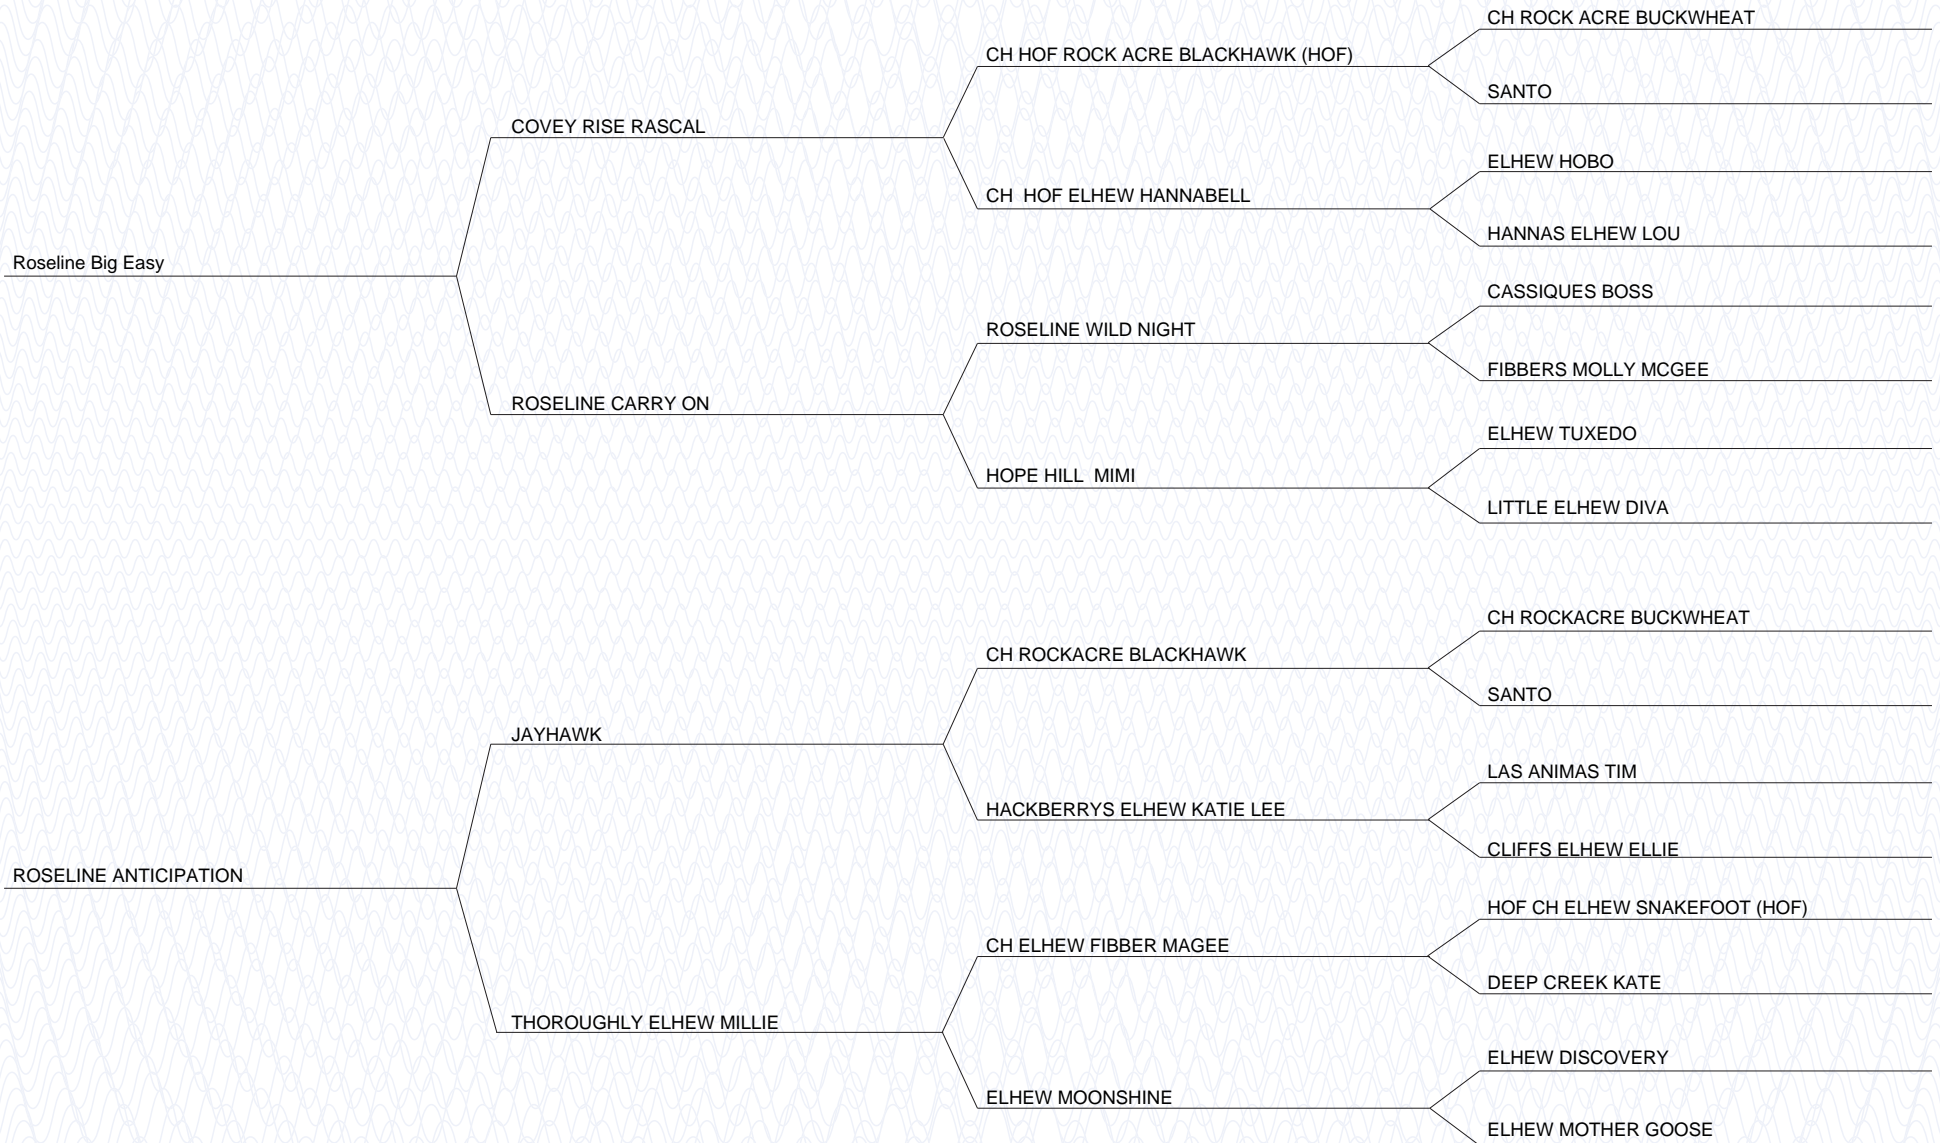 CH ROCK ACRE BUCKWHEAT
CH HOF ROCK ACRE BLACKHAWK (HOF)
SANTO
COVEY RISE RASCAL
ELHEW HOBO
CH  HOF ELHEW HANNABELL
HANNAS ELHEW LOU
Roseline Big Easy
CASSIQUES BOSS
ROSELINE WILD NIGHT
FIBBERS MOLLY MCGEE
ROSELINE CARRY ON
ELHEW TUXEDO
HOPE HILL  MIMI
LITTLE ELHEW DIVA
CH ROCKACRE BUCKWHEAT
CH ROCKACRE BLACKHAWK
SANTO
JAYHAWK
LAS ANIMAS TIM
HACKBERRYS ELHEW KATIE LEE
CLIFFS ELHEW ELLIE
ROSELINE ANTICIPATION
HOF CH ELHEW SNAKEFOOT (HOF)
CH ELHEW FIBBER MAGEE
DEEP CREEK KATE
THOROUGHLY ELHEW MILLIE
ELHEW DISCOVERY
ELHEW MOONSHINE
ELHEW MOTHER GOOSE